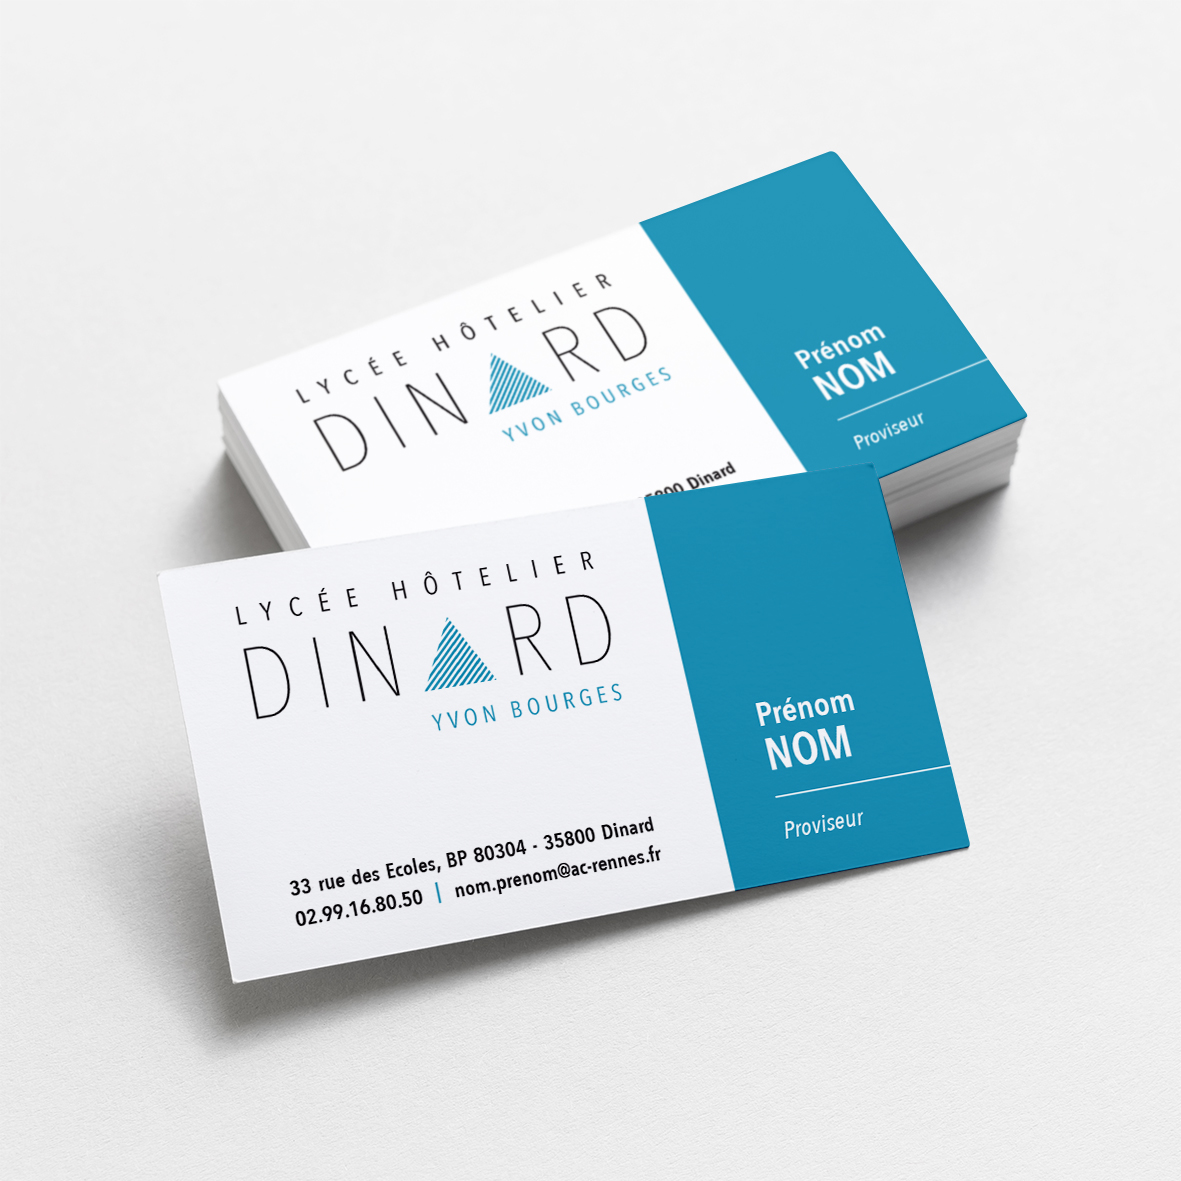 LYCÉE HÔTELIER
DINARD
YVON BOURGES
Prénom
NOM
Proviseur
5800 Dinard
LYCÉE HÔTELIER
DINARD
YVON BOURGES
Prénom
NOM
Proviseur
33 rue des Ecoles, BP 80304 - 35800 Dinard
02.99.16.80.50 | nom.prenom@ac-rennes.fr